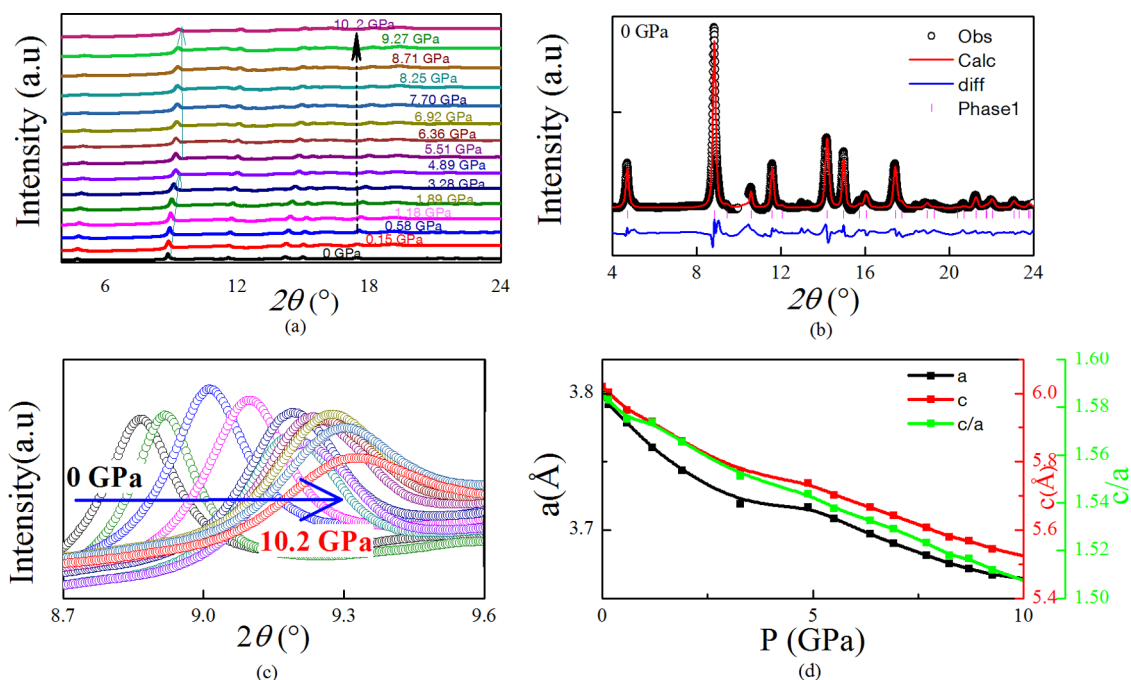 Intensity (a.u)
10. 2 GPa
9.27 GPa
8.71 GPa
8.25 GPa
7.70 GPa
6.92 GPa
6.36 GPa
5.51 GPa
4.89 GPa
3.28 GPa
1.89 GPa
1.18 GPa
0.58 GPa
0.15 GPa
0 GPa
6 12 18 24
2θ (°)
(a)
Intensity (a.u)
0 GPa
Obs
Calc
diff
Phase1
4 8 12 16 20 24
2θ (°)
(b)
Intensity(a.u)
0 GPa
10.2 GPa
8.7 9.0 9.3 9.6
2θ (°)
(c)
a(Å)
3.8
3.7
a
c
c/a
6.0
5.8
5.6
5.4
c(Å)
1.60
1.58
1.56
1.54
1.52
1.50
c/a
0 5 10
P (GPa)
(d)